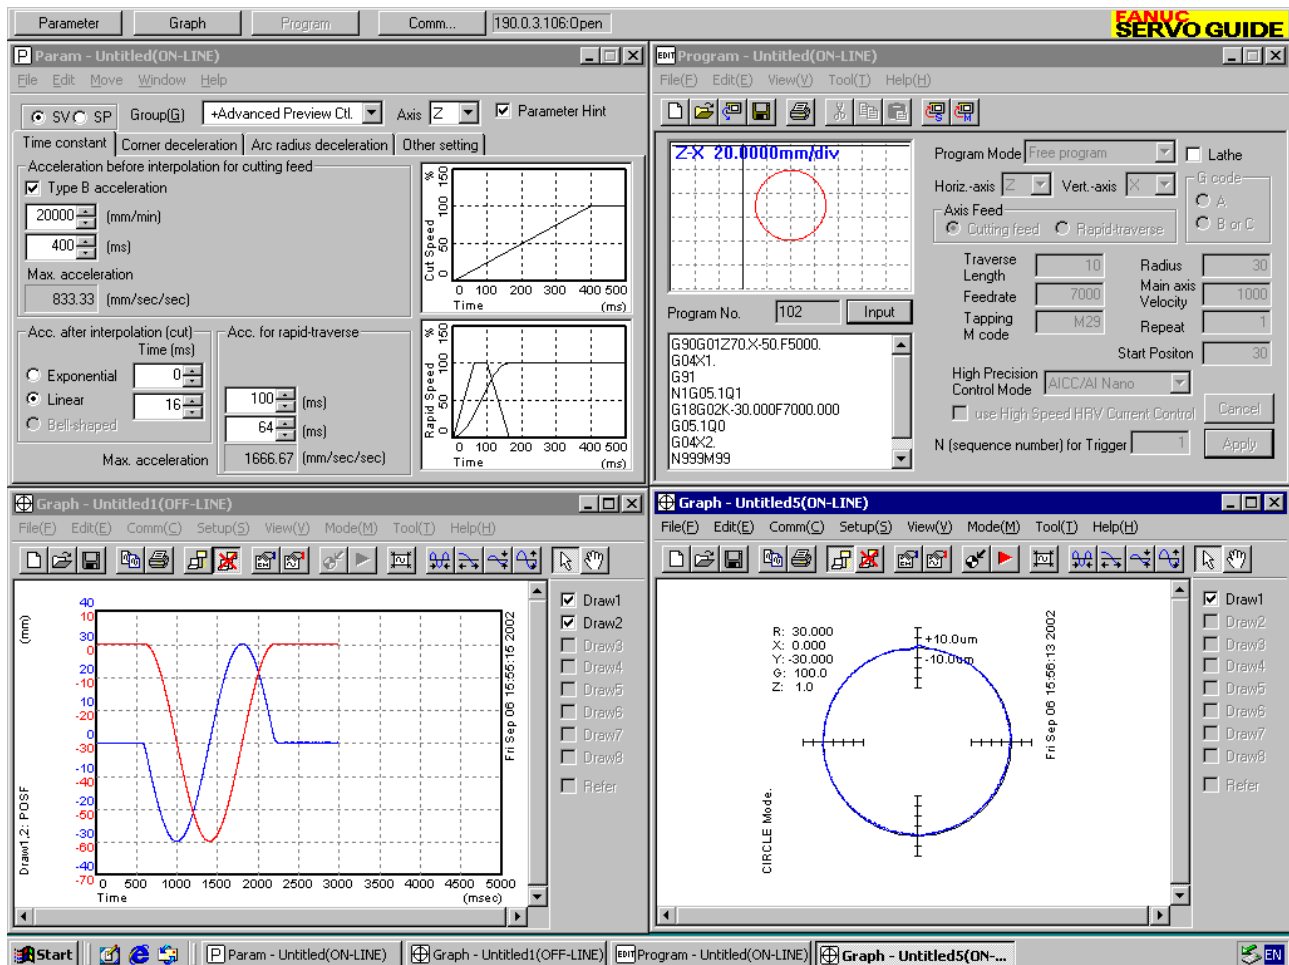 Parameter Graph Program Comm... 190.0.3.106:Open
FANUC
SERVO GUIDE
P Param - Untitled(ON-LINE)
File Edit Move Window Help
SV SP Group(G) +Advanced Preview Ctl. Axis Z Parameter Hint
Time constant Corner deceleration Arc radius deceleration Other setting
Acceleration before interpolation for cutting feed
Type B acceleration
20000 (mm/min)
400 (ms)
Max. acceleration
833.33 (mm/sec/sec)
% 150
100
50
0
Cut Speed
0 100 200 300 400 500
Time (ms)
Acc. after interpolation (cut)
Time (ms)
Exponential 0
Linear 16
Bell-shaped
Acc. for rapid-traverse
100 (ms)
64 (ms)
Max. acceleration 1666.67 (mm/sec/sec)
% 150
100
50
0
Rapid Speed
0 100 200 300 400 500
Time (ms)
EDIT Program - Untitled(ON-LINE)
File(F) Edit(E) View(V) Tool(T) Help(H)
S M
Z-X 20.0000mm/div
Program No. 102 Input
G90G01Z70.X-50.F5000.
G04X1.
G91
N1G05.1Q1
G18G02K-30.000F7000.000
G05.1Q0
G04X2.
N999M99
Program Mode Free program Lathe
Horiz.-axis Z Vert.-axis X
G code
A
B or C
Axis Feed
Cutting feed Rapid-traverse
Traverse Length 10 Radius 30
Feedrate 7000 Main axis Velocity 1000
Tapping M code M29 Repeat 1
Start Positon 30
High Precision Control Mode AICC/AI Nano
use High Speed HRV Current Control Cancel
N (sequence number) for Trigger 1 Apply
Graph - Untitled1(OFF-LINE)
File(F) Edit(E) Comm(C) Setup(S) View(V) Mode(M) Tool(T) Help(H)
(mm)
Draw1,2: POSF
40
10
30
0
20
-10
10
-20
0
-30
-10
-40
-20
-50
-30
-60
-40
-70
0 500 1000 1500 2000 2500 3000 3500 4000 4500 5000
Time (msec)
Fri Sep 06 15:55:15 2002
Draw1
Draw2
Draw3
Draw4
Draw5
Draw6
Draw7
Draw8
Refer
Graph - Untitled5(ON-LINE)
File(F) Edit(E) Comm(C) Setup(S) View(V) Mode(M) Tool(T) Help(H)
R: 30.000
X: 0.000
Y: -30.000
G: 100.0
Z: 1.0
+10.0um
-10.0um
CIRCLE Mode.
Fri Sep 06 15:56:13 2002
Draw1
Draw2
Draw3
Draw4
Draw5
Draw6
Draw7
Draw8
Refer
Start P Param - Untitled(ON-LINE) Graph - Untitled1(OFF-LINE) EDIT Program - Untitled(ON-LINE) Graph - Untitled5(ON-... EN